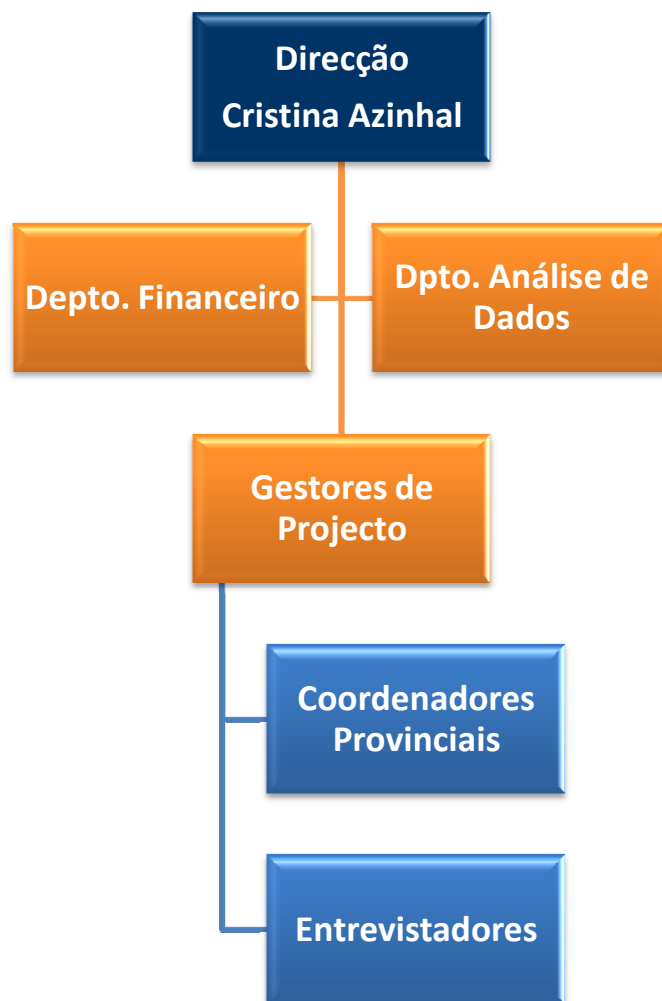 Direcção
Cristina Azinhal
Depto. Financeiro
Dpto. Análise de
Dados
Gestores de
Projecto
Coordenadores
Provinciais
Entrevistadores